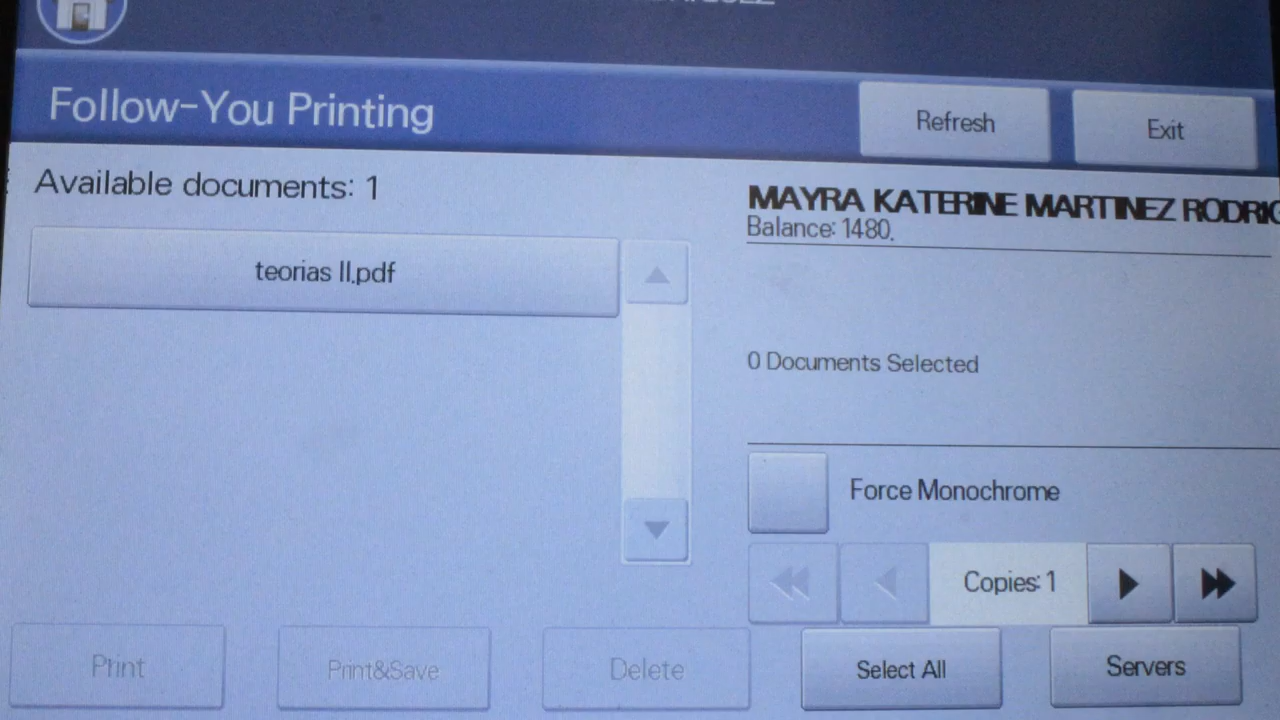 Follow-You Printing
Refresh
Exit
Available documents: 1
MAYRA KATERINE MARTINEZ
Balance: 1480.
teorias II.pdf
0 Documents Selected
Force Monochrome
Copies: 1
Print
Print&Save
Delete
Select All
Servers